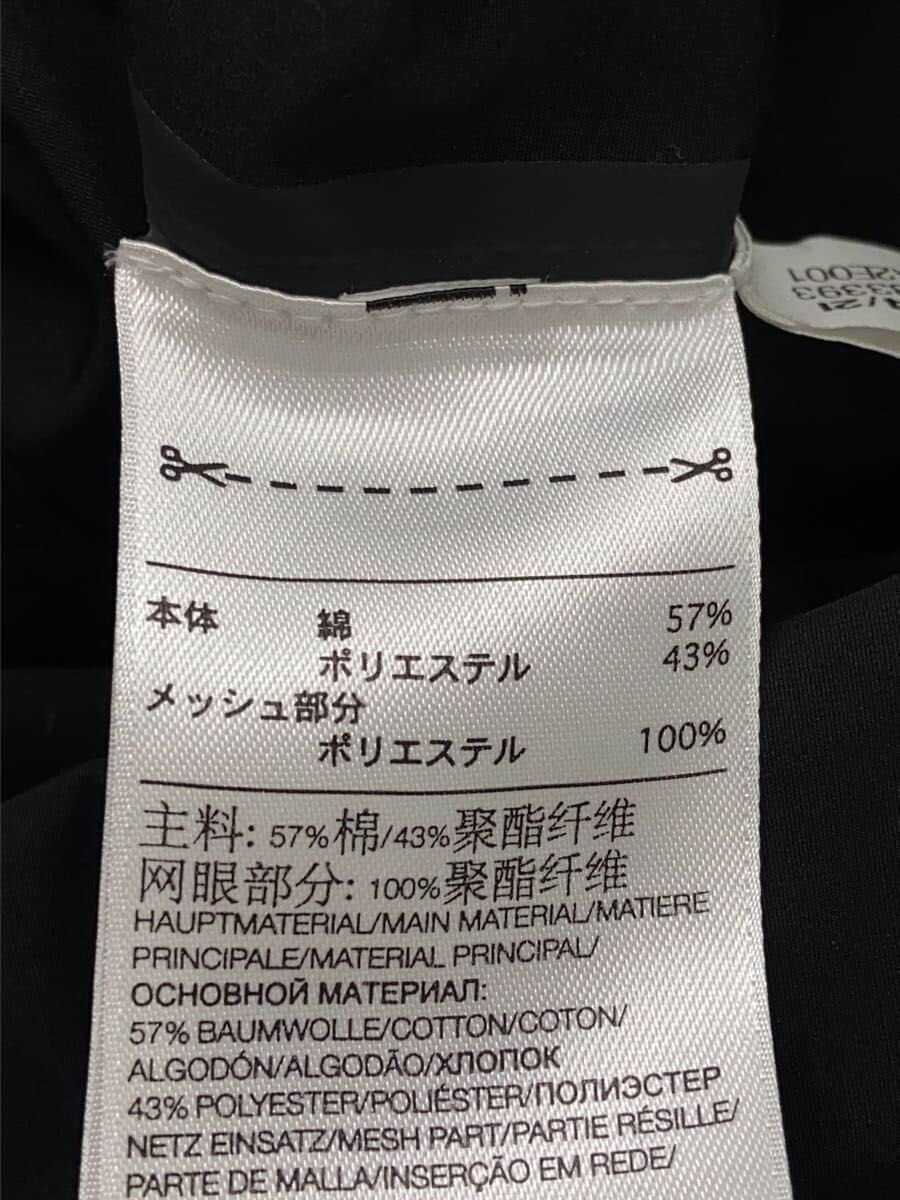 2E001
83393
/21
本体 綿 57%
ポリエステル 43%
メッシュ部分
ポリエステル 100%
主料: 57%棉/43%聚酯纤维
网眼部分: 100%聚酯纤维
HAUPTMATERIAL/MAIN MATERIAL/MATIERE
PRINCIPALE/MATERIAL PRINCIPAL/
ОСНОВНОЙ МАТЕРИАЛ:
57% BAUMWOLLE/COTTON/COTON/
ALGODÓN/ALGODÃO/ХЛОПОК
43% POLYESTER/POLIÉSTER/ПОЛИЭСТЕР
NETZ EINSATZ/MESH PART/PARTIE RÉSILLE/
PARTE DE MALLA/INSERÇÃO EM REDE/